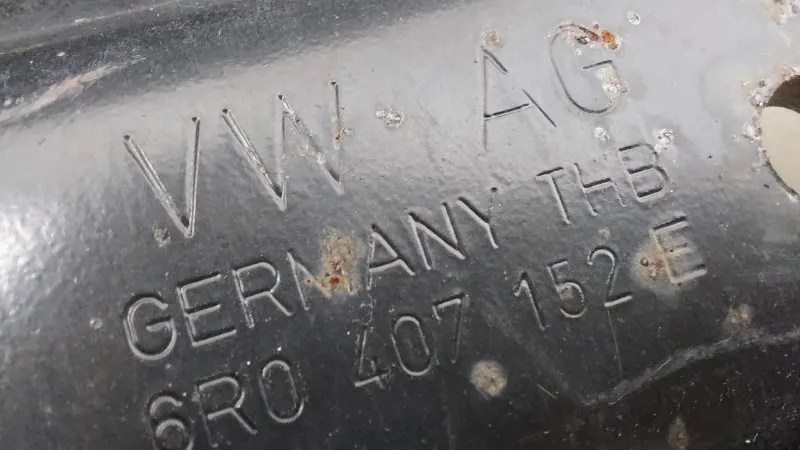 VW AG
GERMANY THB
6R0 407 152 E